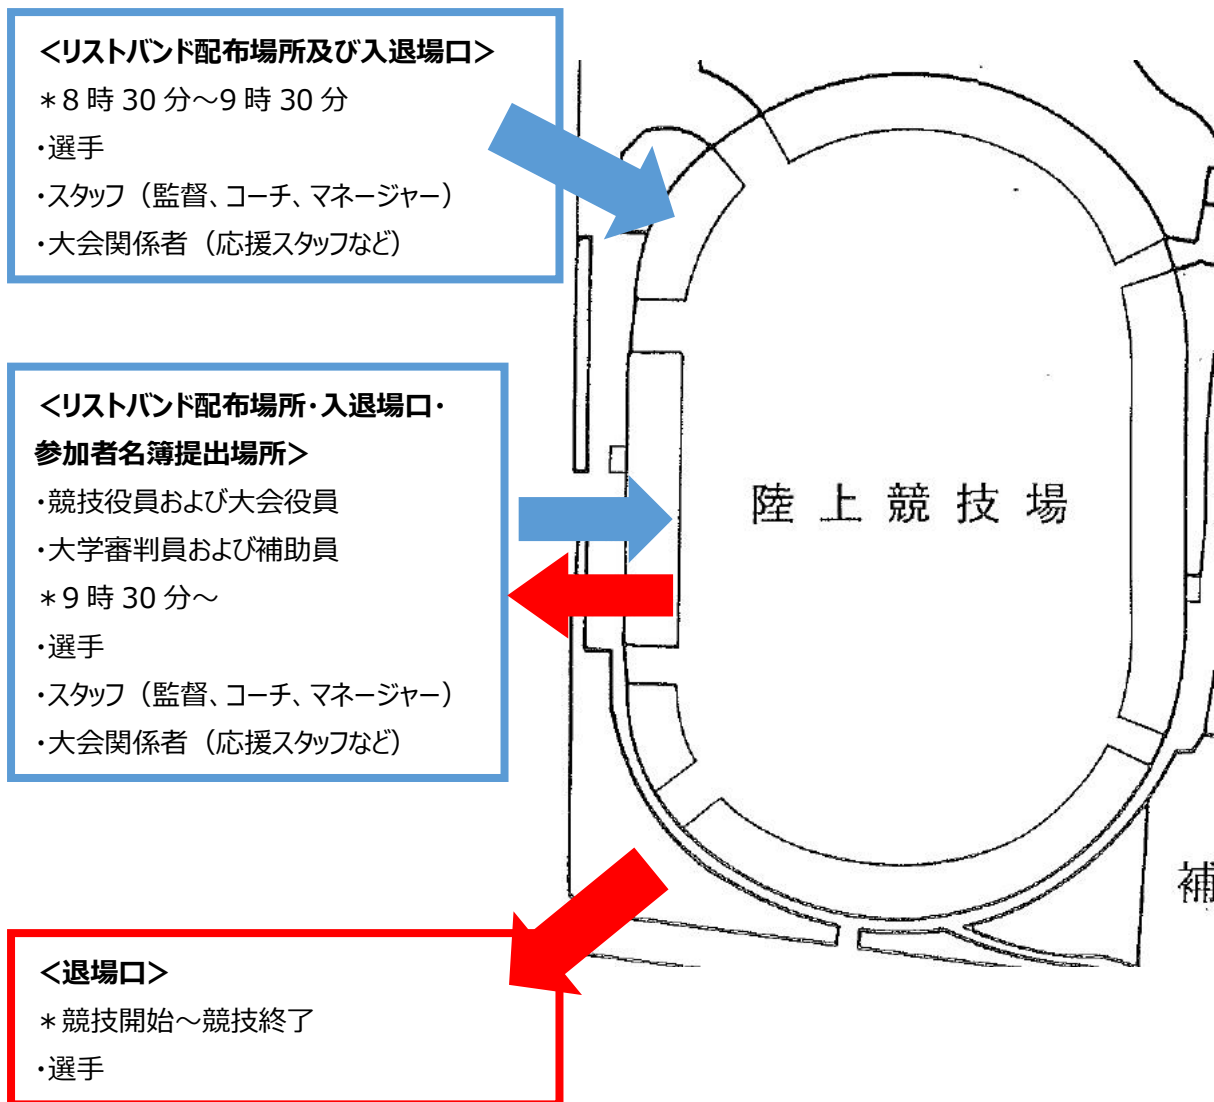 ＜リストバンド配布場所及び入退場口＞
＊8 時 30 分～9 時 30 分
・選手
・スタッフ（監督、コーチ、マネージャー）
・大会関係者（応援スタッフなど）
＜リストバンド配布場所・入退場口・
参加者名簿提出場所＞
・競技役員および大会役員
・大学審判員および補助員
＊9 時 30 分～
・選手
・スタッフ（監督、コーチ、マネージャー）
・大会関係者（応援スタッフなど）
陸上競技場
補
＜退場口＞
＊競技開始～競技終了
・選手